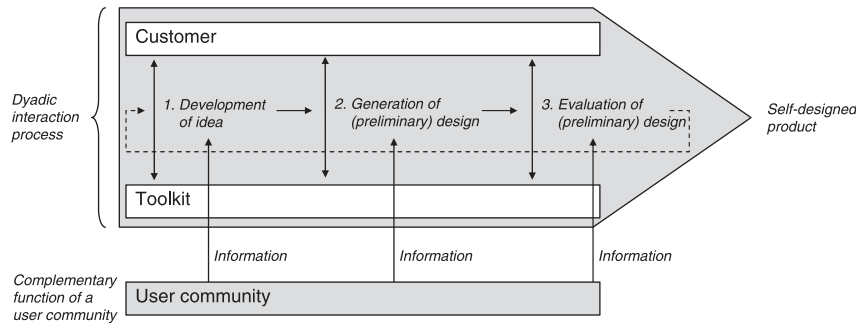 Customer
Dyadic
interaction
process
1. Development
of idea
2. Generation of
(preliminary) design
3. Evaluation of
(preliminary) design
Self-designed
product
Toolkit
Information
Information
Information
Complementary
function of a
user community
User community